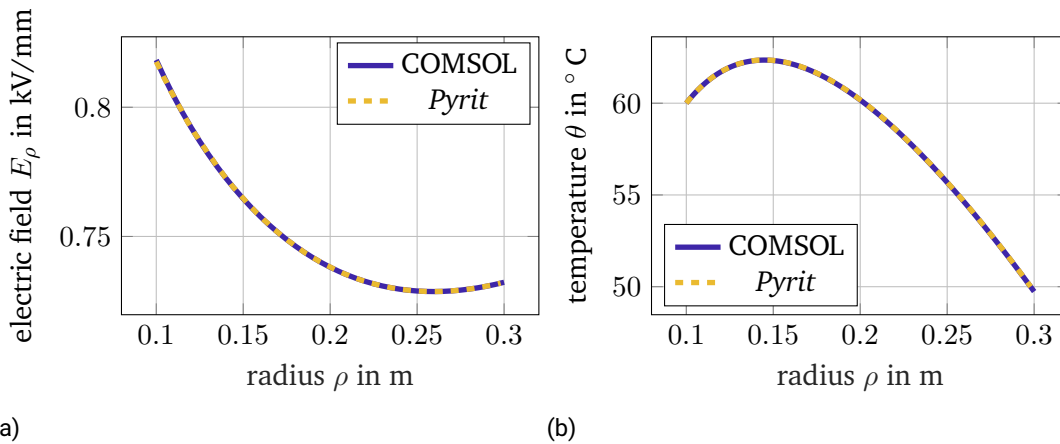 electric field Eρ in kV/mm
0.8
0.75
COMSOL
Pyrit
0.1 0.15 0.2 0.25 0.3
radius ρ in m
a)
temperature θ in °C
60
55
50
COMSOL
Pyrit
0.1 0.15 0.2 0.25 0.3
radius ρ in m
(b)